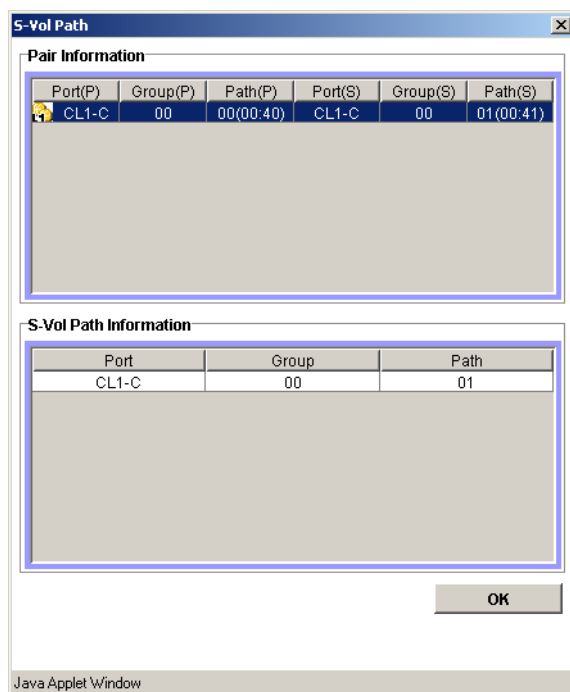 S-Vol Path
Pair Information
Port(P) Group(P) Path(P) Port(S) Group(S) Path(S)
CL1-C 00 00(00:40) CL1-C 00 01(00:41)
S-Vol Path Information
Port Group Path
CL1-C 00 01
OK
Java Applet Window